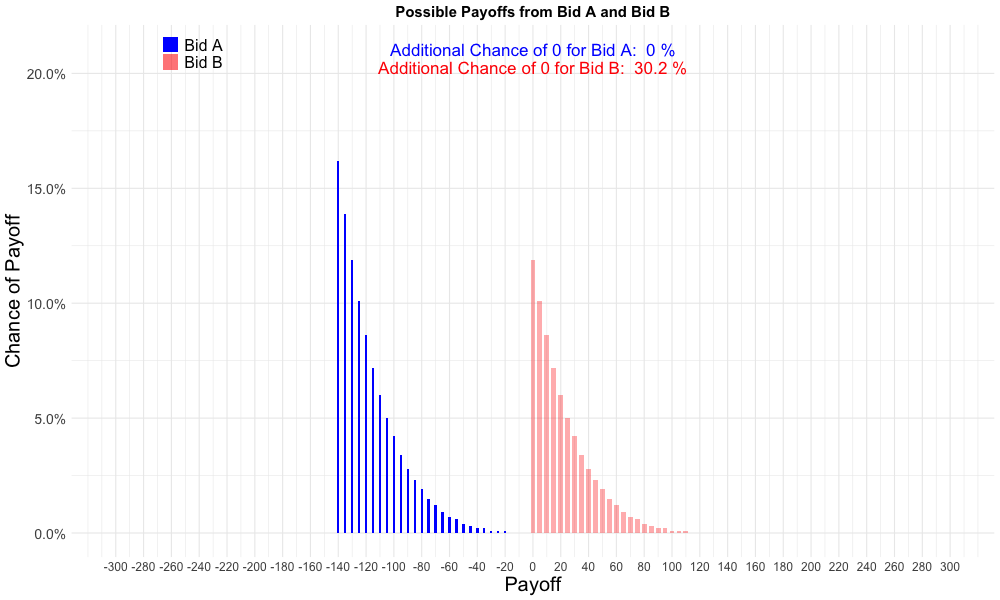 Possible Payoffs from Bid A and Bid B
Bid A
Bid B
Additional Chance of 0 for Bid A:  0 %
Additional Chance of 0 for Bid B:  30.2 %
Chance of Payoff
20.0%
15.0%
10.0%
5.0%
0.0%
-300 -280 -260 -240 -220 -200 -180 -160 -140 -120 -100 -80 -60 -40 -20 0 20 40 60 80 100 120 140 160 180 200 220 240 260 280 300
Payoff